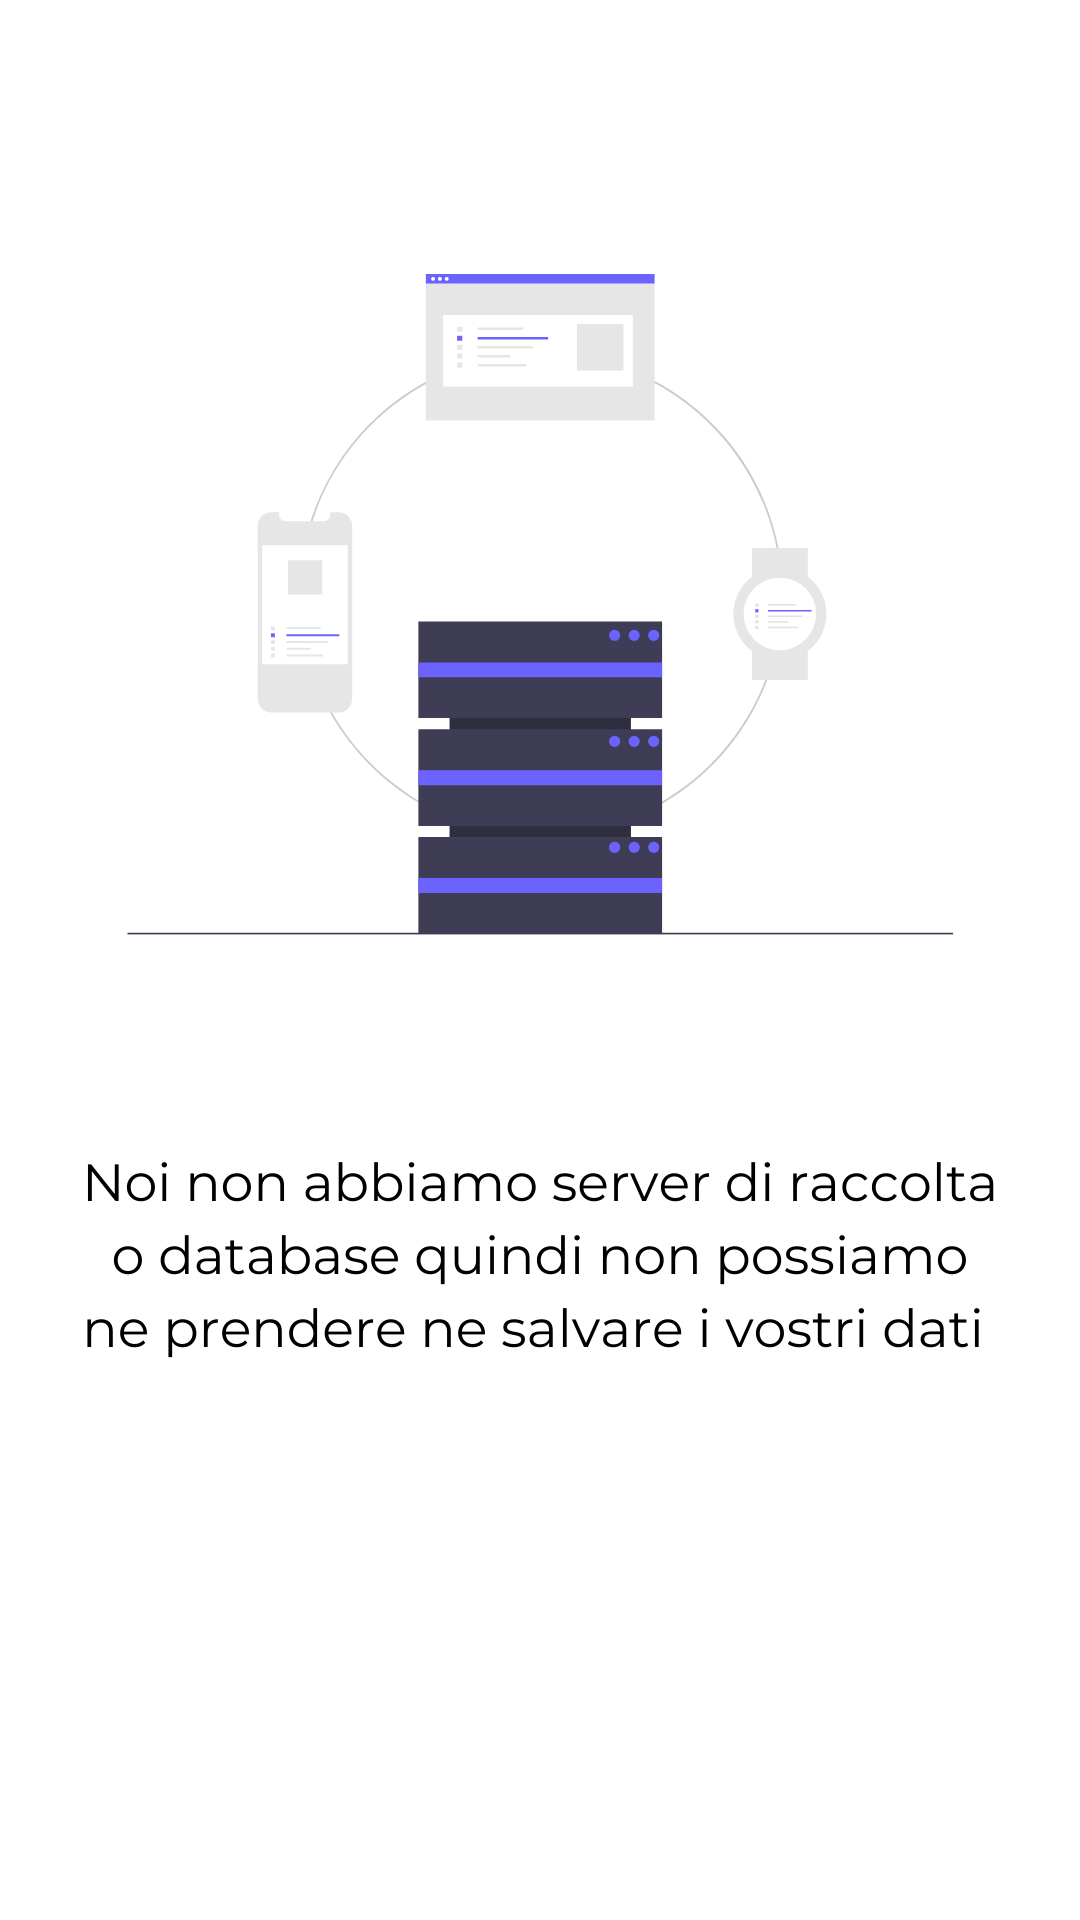 Noi non abbiamo server di raccolta
o database quindi non possiamo
ne prendere ne salvare i vostri dati